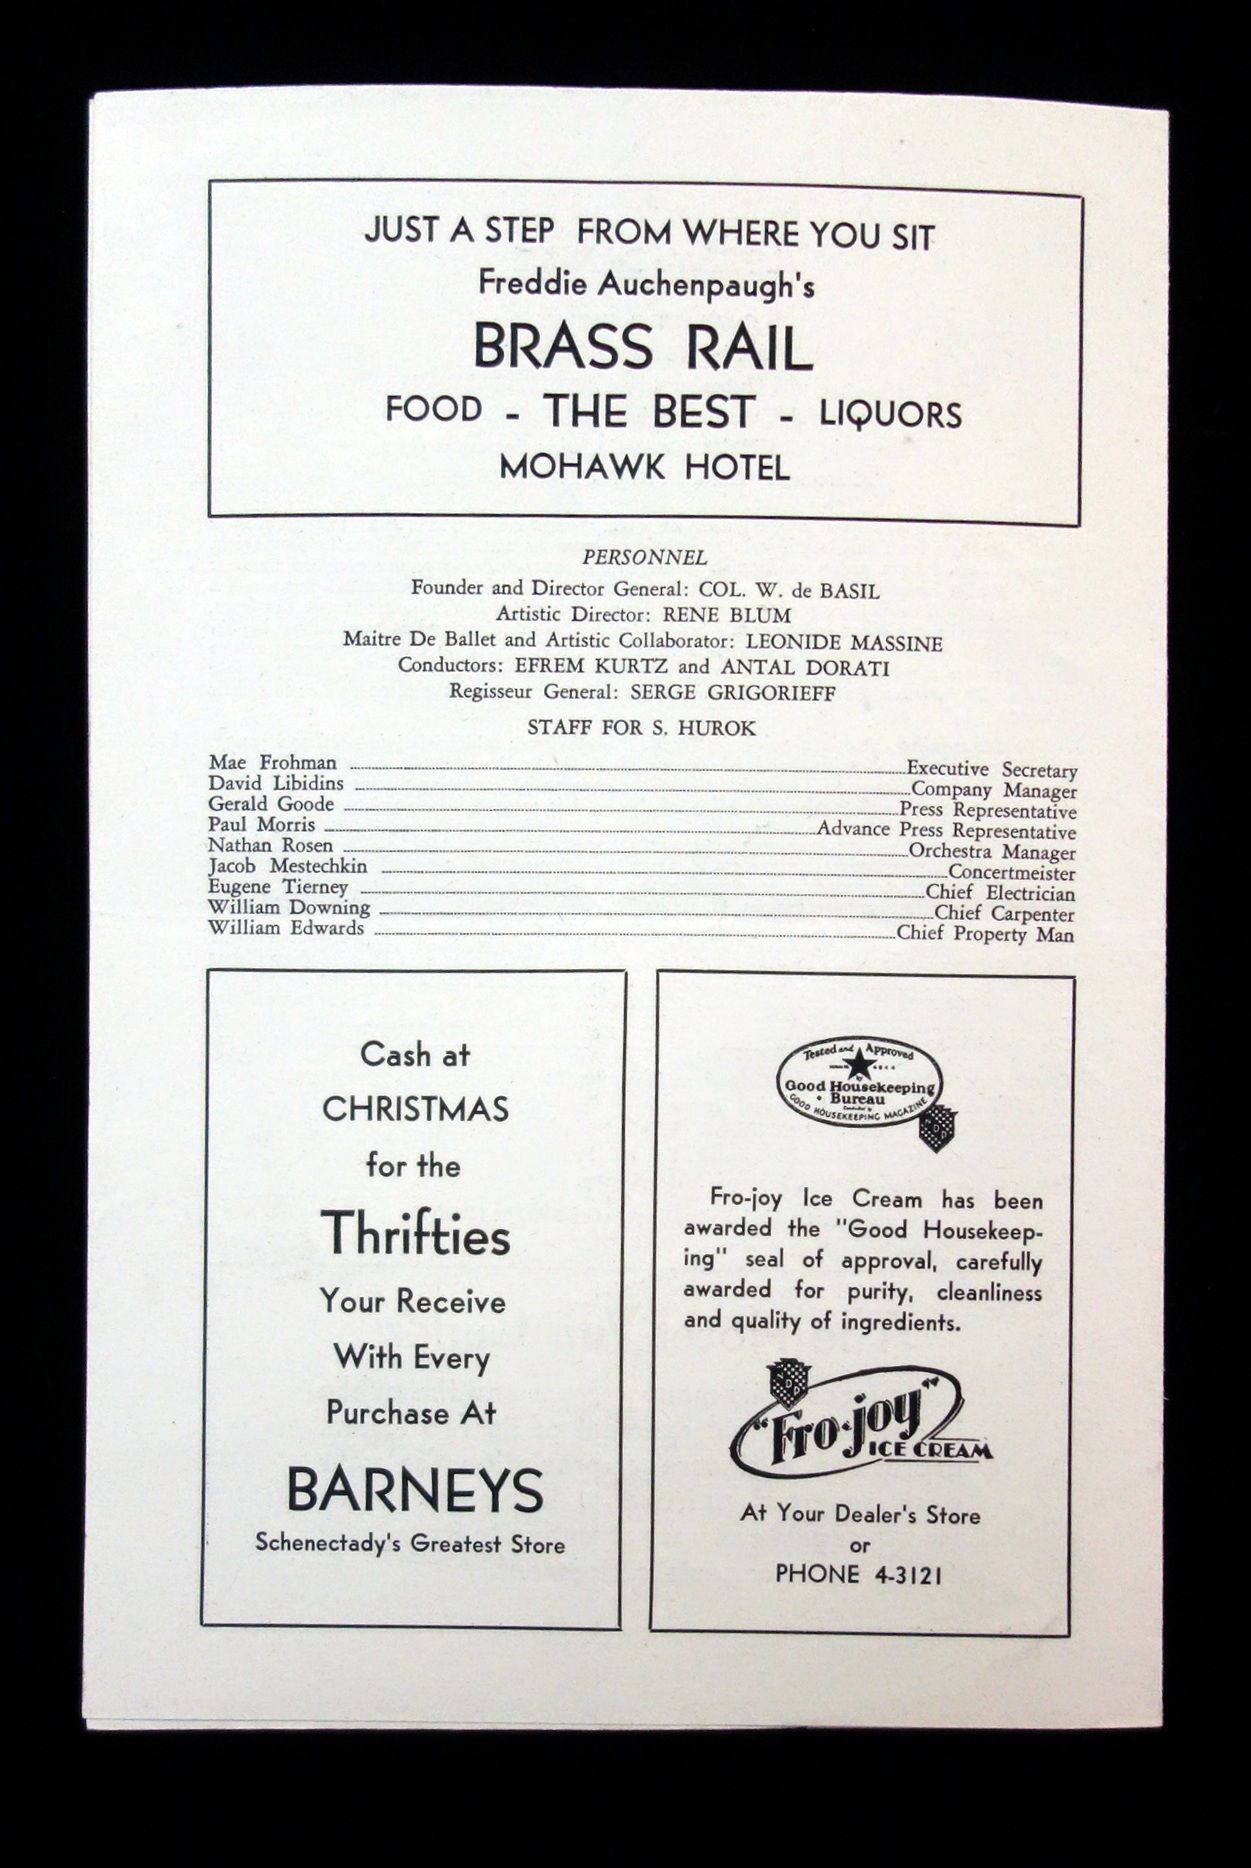 JUST A STEP FROM WHERE YOU SIT
Freddie Auchenpaugh's
BRASS RAIL
FOOD - THE BEST - LIQUORS
MOHAWK HOTEL
PERSONNEL
Founder and Director General: COL. W. de BASIL
Artistic Director: RENE BLUM
Maitre De Ballet and Artistic Collaborator: LEONIDE MASSINE
Conductors: EFREM KURTZ and ANTAL DORATI
Regisseur General: SERGE GRIGORIEFF
STAFF FOR S. HUROK
Mae Frohman Executive Secretary
David Libidins Company Manager
Gerald Goode Press Representative
Paul Morris Advance Press Representative
Nathan Rosen Orchestra Manager
Jacob Mestechkin Concertmeister
Eugene Tierney Chief Electrician
William Downing Chief Carpenter
William Edwards Chief Property Man
Cash at
CHRISTMAS
for the
Thrifties
Your Receive
With Every
Purchase At
BARNEYS
Schenectady's Greatest Store
Tested and Approved
by
Good Housekeeping
Bureau
Conducted by
GOOD HOUSEKEEPING MAGAZINE
NDP
Fro-joy Ice Cream has been
awarded the "Good Housekeep-
ing" seal of approval, carefully
awarded for purity, cleanliness
and quality of ingredients.
NDP
"Fro-joy"
ICE CREAM
At Your Dealer's Store
or
PHONE 4-3121